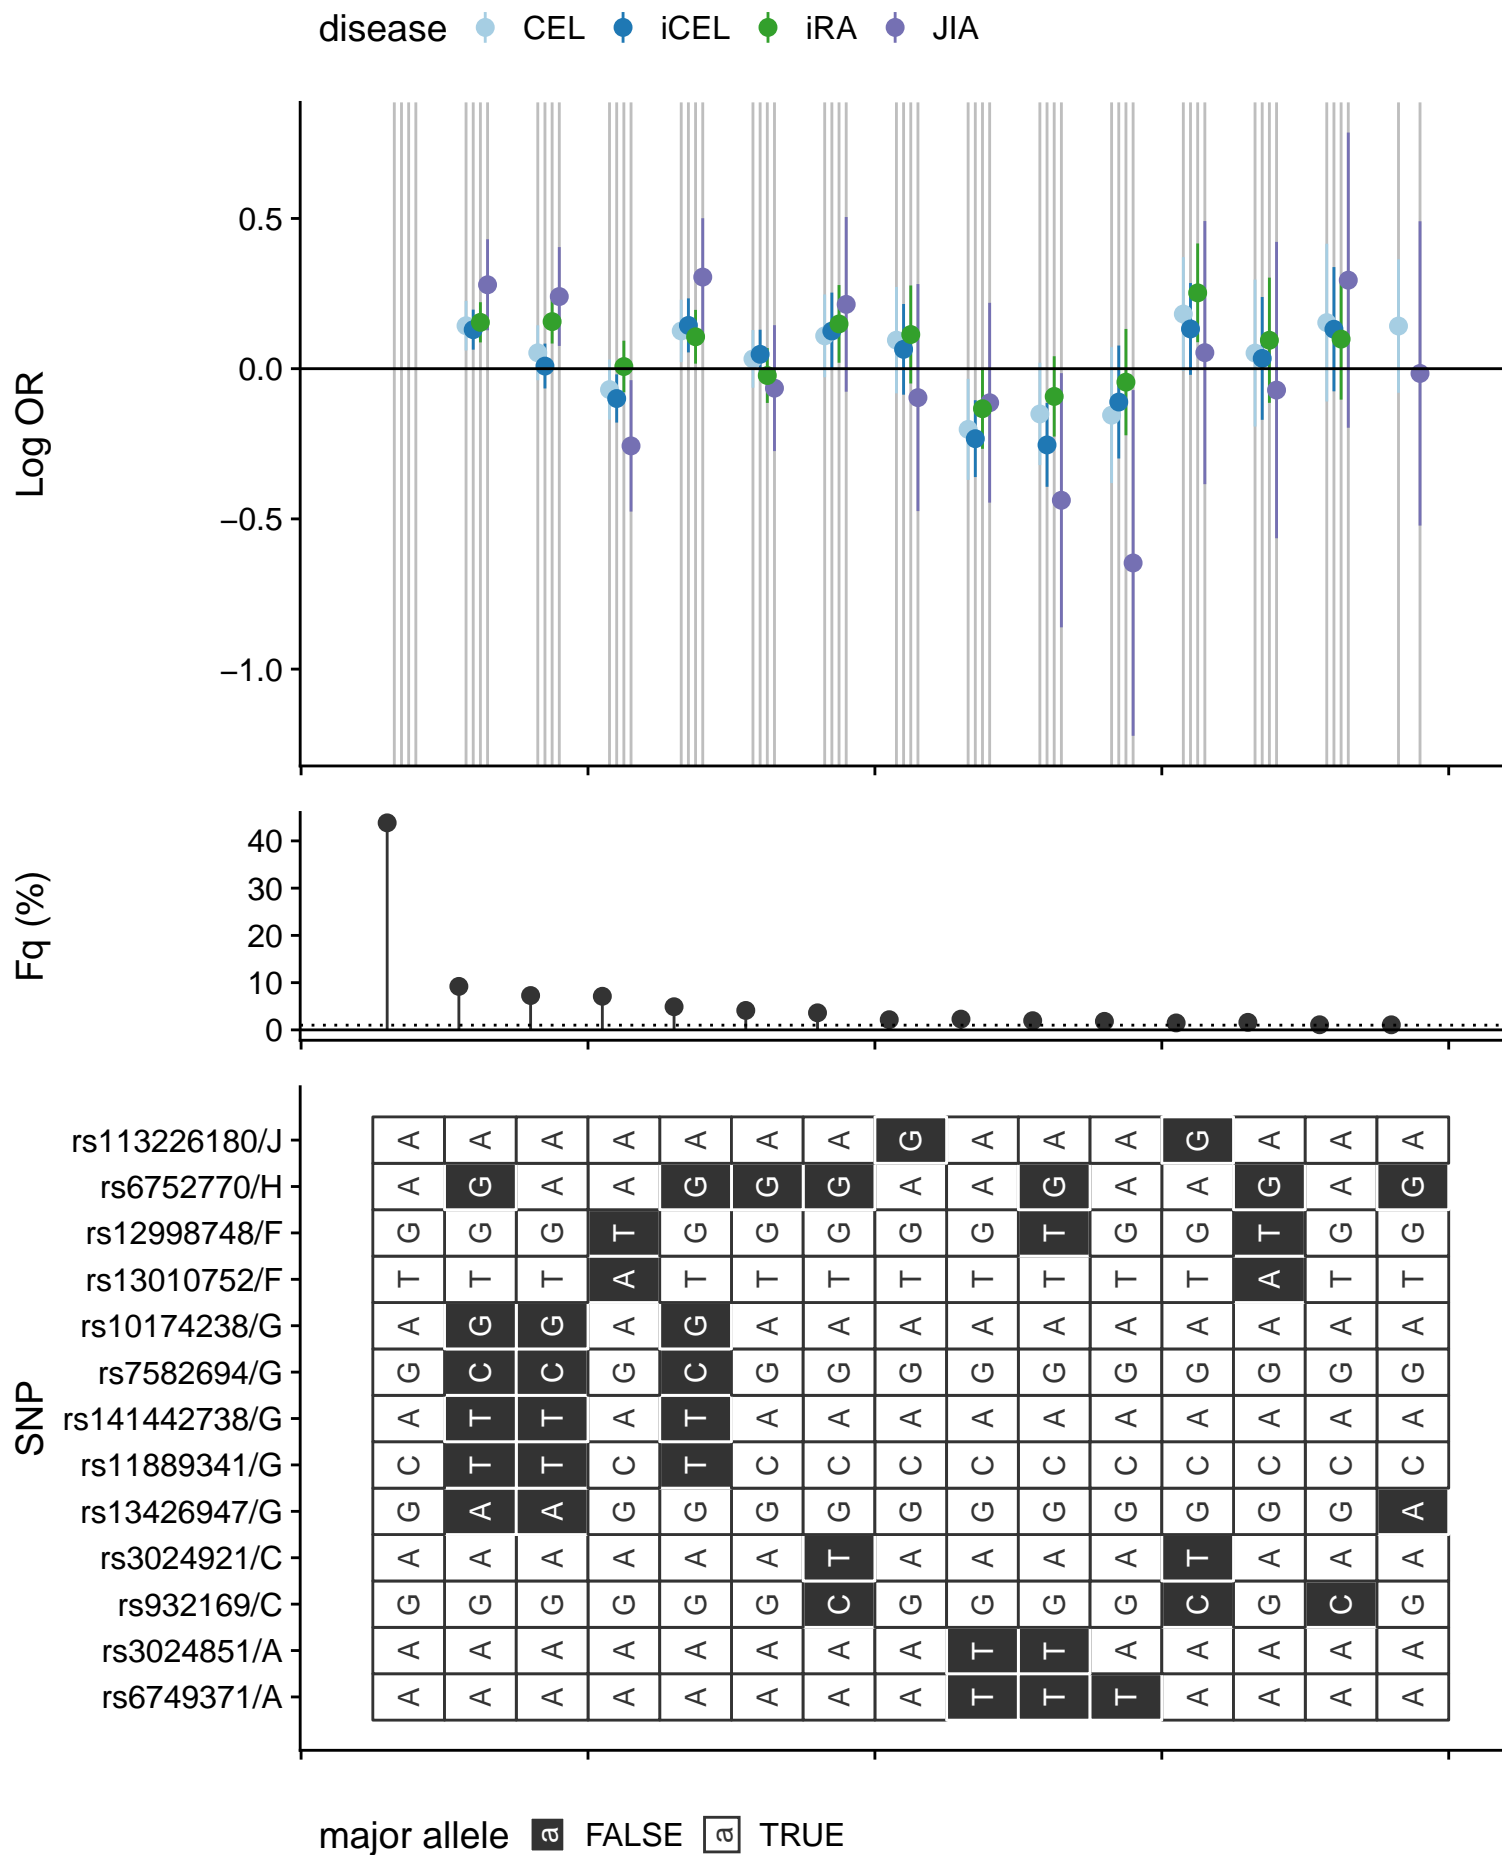 disease CEL iCEL iRA JIA
Log OR
0.5
0.0
−0.5
−1.0
Fq (%)
40
30
20
10
0
SNP
rs113226180/J A A A A A A A G A A A G A A A
rs6752770/H A G A A G G G A A G A A G A G
rs12998748/F G G G T G G G G G T G G T G G
rs13010752/F T T T A T T T T T T T T A T T
rs10174238/G A G G A G A A A A A A A A A A
rs7582694/G G C C G C G G G G G G G G G G
rs141442738/G A T T A T A A A A A A A A A A
rs11889341/G C T T C T C C C C C C C C C C
rs13426947/G G A A G G G G G G G G G G G A
rs3024921/C A A A A A A T A A A A T A A A
rs932169/C G G G G G G C G G G G C G C G
rs3024851/A A A A A A A A A T T A A A A A
rs6749371/A A A A A A A A A T T T A A A A
major allele a FALSE a TRUE